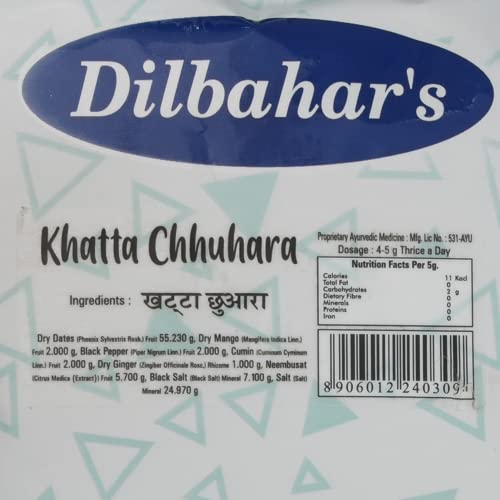 Dilbahar's
Khatta Chhuhara
Ingredients : खट्टा छुआरा
Dry Dates (Phoenix Sylvestris Roxb.) Fruit 55.230 g, Dry Mango (Mangifera Indica Linn.)
Fruit 2.000 g, Black Pepper (Piper Nigrum Linn.) Fruit 2.000 g, Cumin (Cuminum Cyminum
Linn.) Fruit 2.000 g, Dry Ginger (Zingiber Officinale Rosc.) Rhizome 1.000 g, Neembusat
(Citrus Medica {Extract}) Fruit 5.700 g, Black Salt (Black Salt) Mineral 7.100 g, Salt (Salt)
Mineral 24.970 g.
Proprietary Ayurvedic Medicine : Mfg. Lic No. : 531-AYU
Dosage : 4-5 g Thrice a Day
Nutrition Facts Per 5g.
Calories 11 Kacl
Total Fat 0
Carbohydrates 2 g
Dietary Fibre 0
Minerals 0
Proteins 0
Iron 0
8 906012 240309